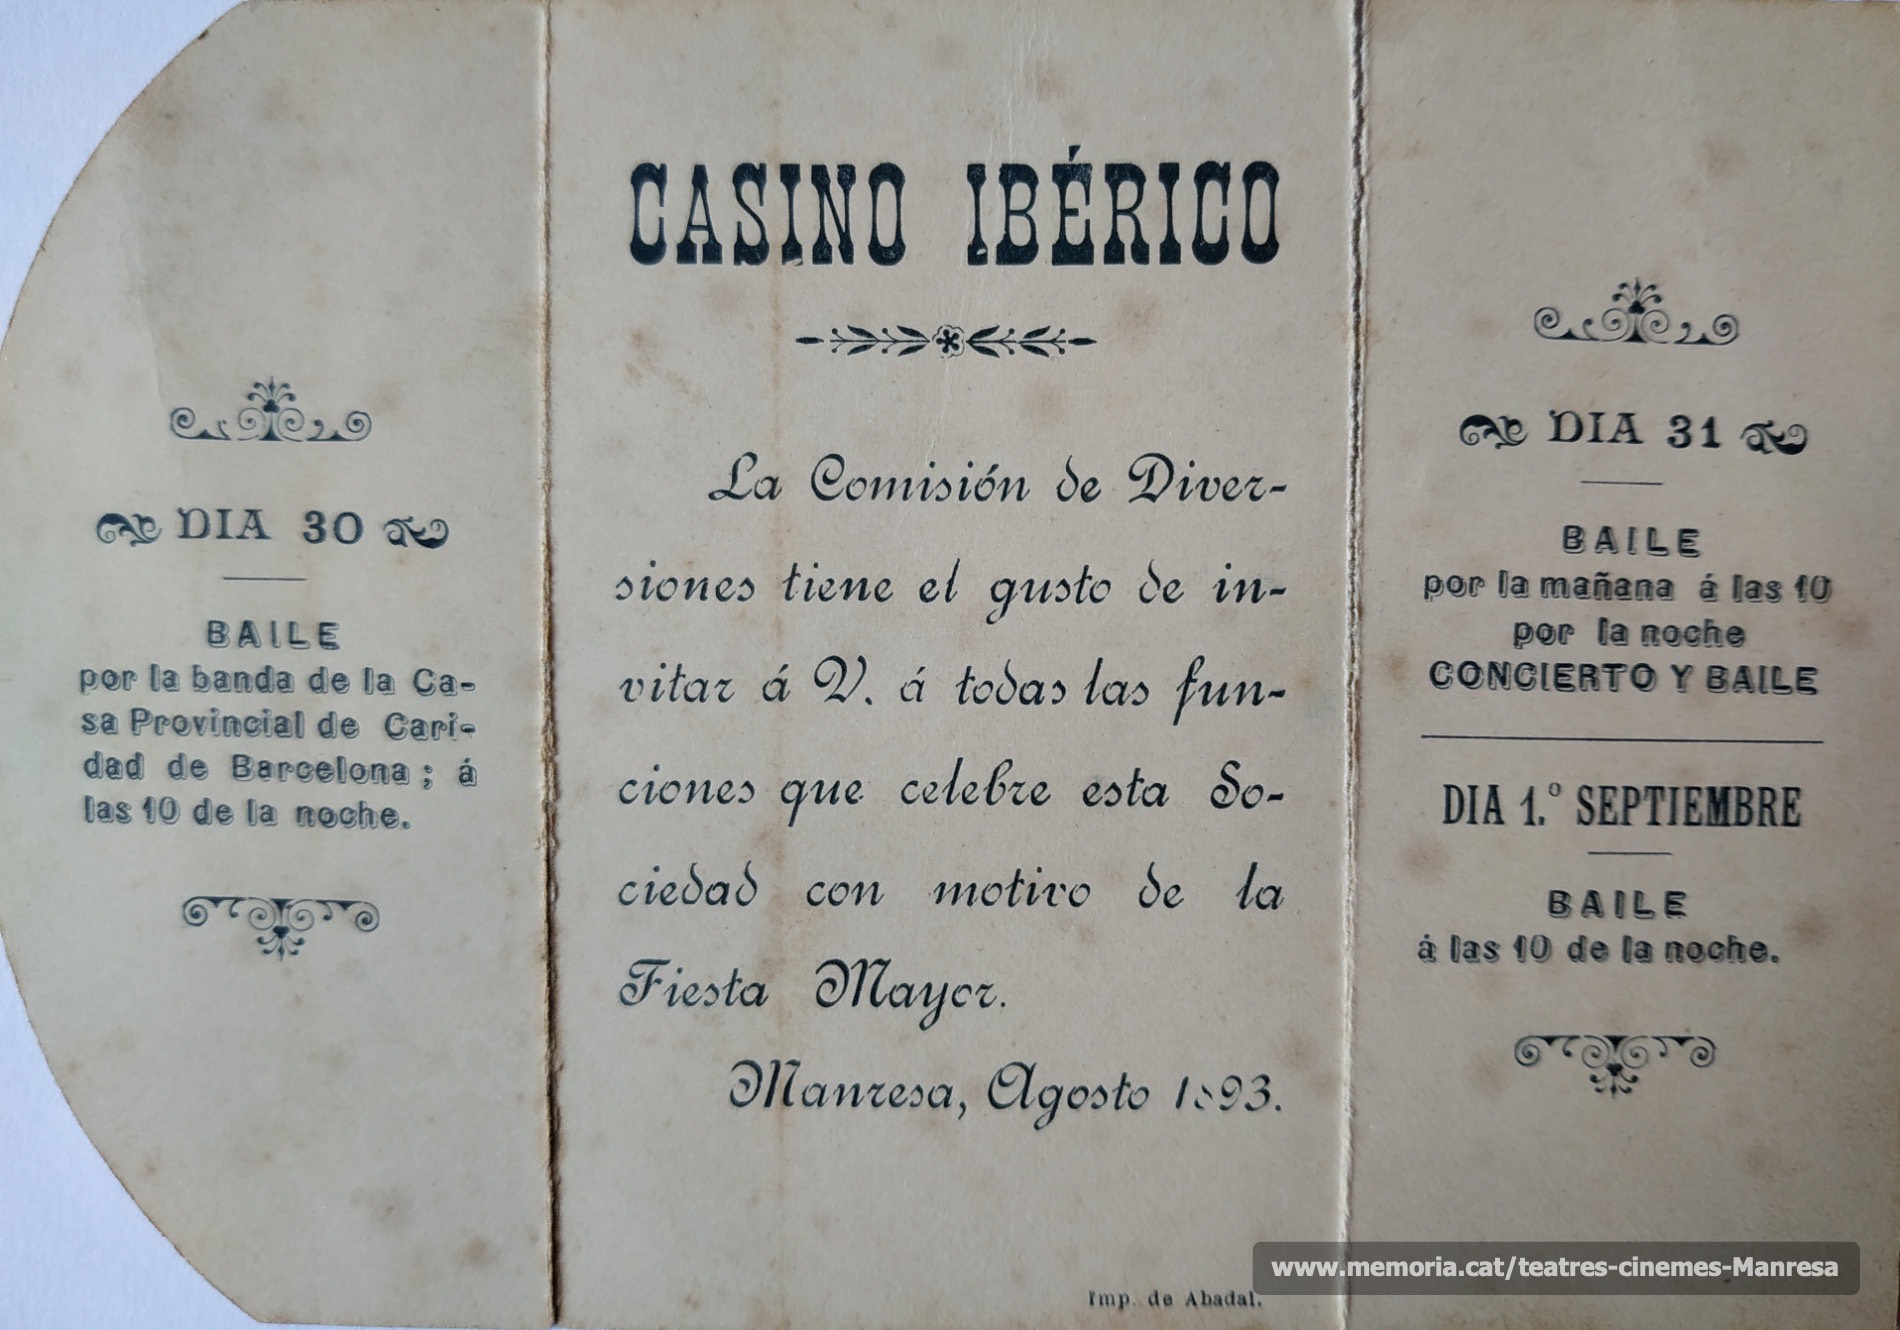 DIA 30
BAILE
por la banda de la Ca-
sa Provincial de Cari-
dad de Barcelona; á
las 10 de la noche.
CASINO IBÉRICO
La Comisión de Diver-
siones tiene el gusto de in-
vitar á V. á todas las fun-
ciones que celebre esta So-
ciedad con motivo de la
Fiesta Mayor.
Manresa, Agosto 1893.
Imp. de Abadal.
DIA 31
BAILE
por la mañana á las 10
por la noche
CONCIERTO Y BAILE
DIA 1.º SEPTIEMBRE
BAILE
á las 10 de la noche.
www.memoria.cat/teatres-cinemes-Manresa